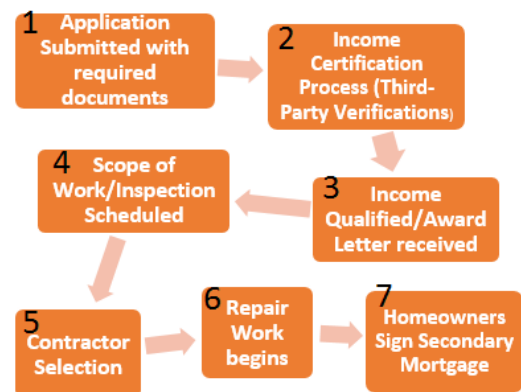 1
Application
Submitted with
required
documents
2
Income
Certification
Process (Third-
Party Verifications)
3
Income
Qualified/Award
Letter received
4
Scope of
Work/Inspection
Scheduled
5
Contractor
Selection
6
Repair
Work
begins
7
Homeowners
Sign Secondary
Mortgage